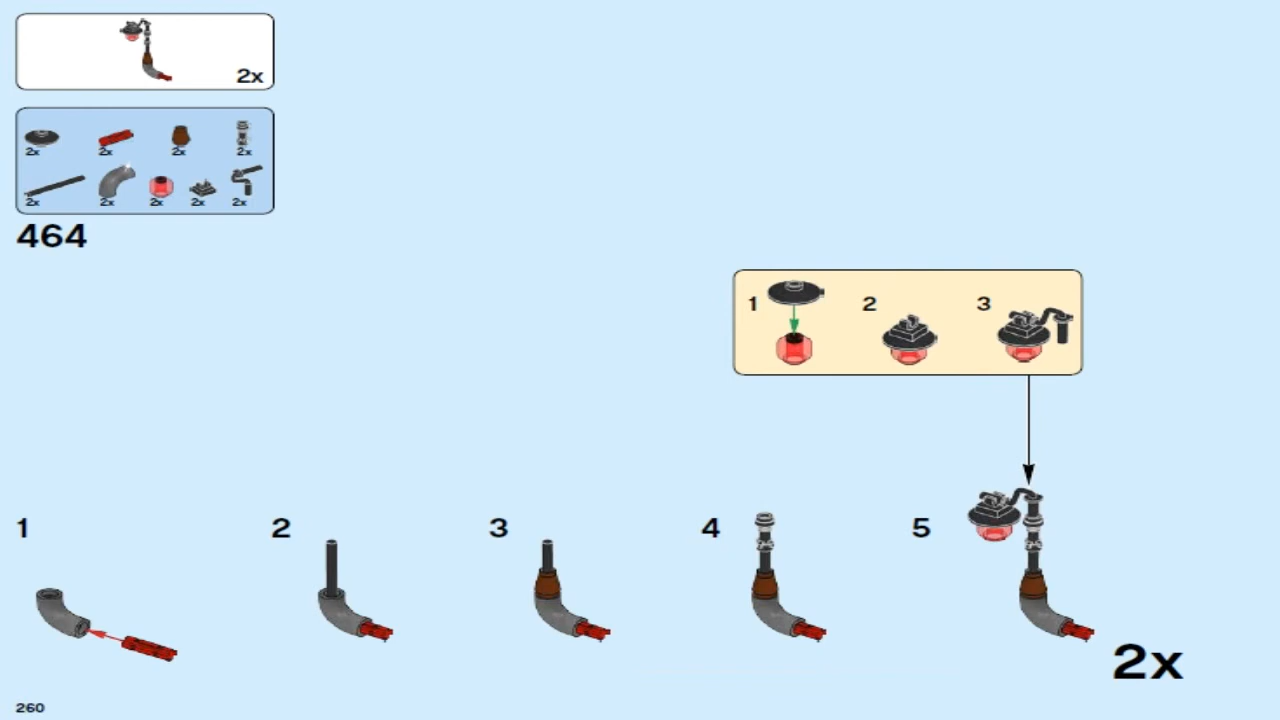 2x
2x 2x 2x 2x
2x 2x 2x 2x 2x
464
1 2 3
1 2 3 4 5
2x
260